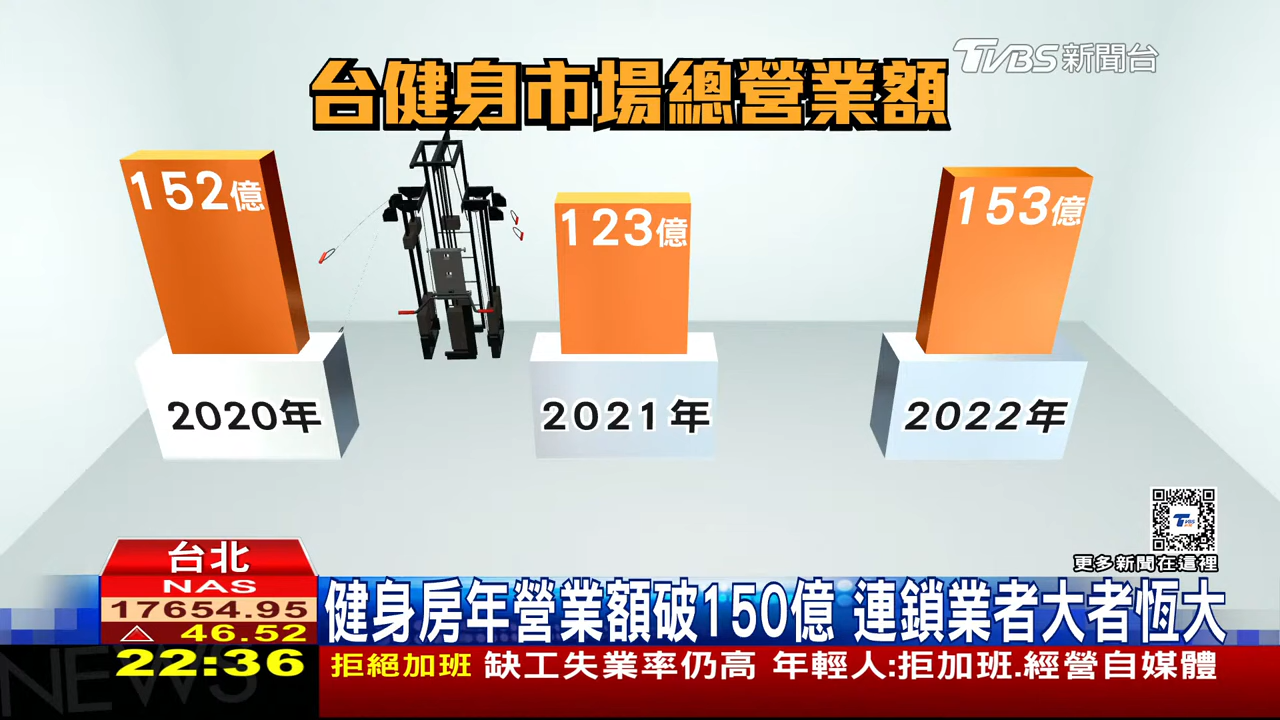 TVBS新聞台
台健身市場總營業額
152億
123億
153億
2020年
2021年
2022年
TVBS
更多新聞在這裡
台北
NAS
17654.95
46.52
22:36
健身房年營業額破150億 連鎖業者大者恆大
拒絕加班 缺工失業率仍高 年輕人:拒加班.經營自媒體
NEWS